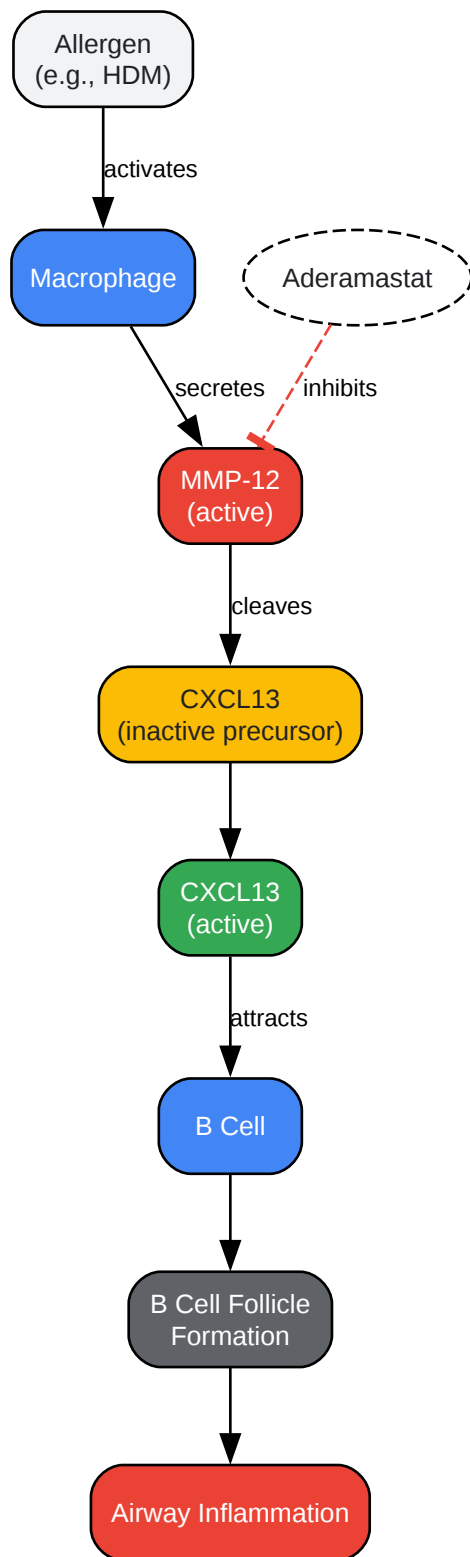 Allergen
(e.g., HDM)
activates
Macrophage
Aderamastat
secretes
inhibits
MMP-12
(active)
cleaves
CXCL13
(inactive precursor)
CXCL13
(active)
attracts
B Cell
B Cell Follicle
Formation
Airway Inflammation